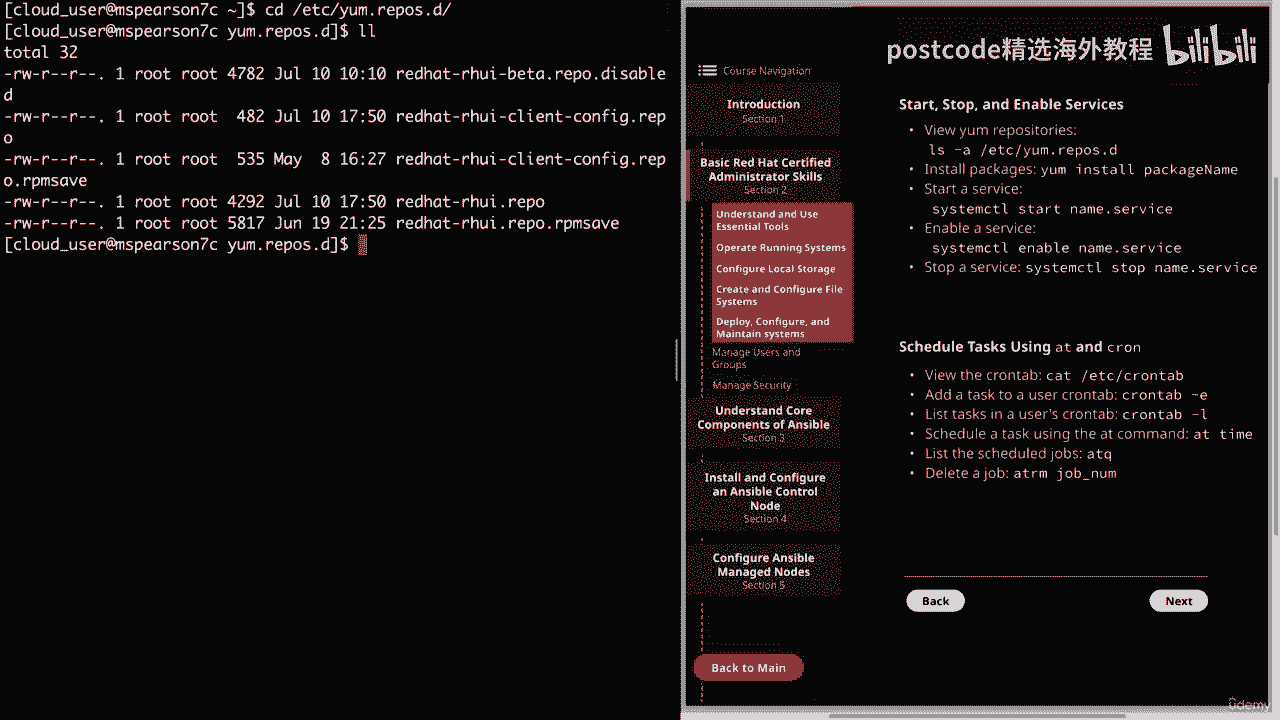 [cloud_user@mspearson7c ~]$ cd /etc/yum.repos.d/
[cloud_user@mspearson7c yum.repos.d]$ ll
total 32
-rw-r--r--. 1 root root 4782 Jul 10 10:10 redhat-rhui-beta.repo.disable
d
-rw-r--r--. 1 root root  482 Jul 10 17:50 redhat-rhui-client-config.rep
o
-rw-r--r--. 1 root root  535 May  8 16:27 redhat-rhui-client-config.rep
o.rpmsave
-rw-r--r--. 1 root root 4292 Jul 10 17:50 redhat-rhui.repo
-rw-r--r--. 1 root root 5817 Jun 19 21:25 redhat-rhui.repo.rpmsave
[cloud_user@mspearson7c yum.repos.d]$
postcode精选海外教程 bilibili
Course Navigation
Introduction
Section 1
Basic Red Hat Certified
Administrator Skills
Section 2
Understand and Use
Essential Tools
Operate Running Systems
Configure Local Storage
Create and Configure File
Systems
Deploy, Configure, and
Maintain systems
Manage Users and
Groups
Manage Security
Understand Core
Components of Ansible
Section 3
Install and Configure
an Ansible Control
Node
Section 4
Configure Ansible
Managed Nodes
Section 5
Back to Main
Start, Stop, and Enable Services
• View yum repositories:
ls -a /etc/yum.repos.d
• Install packages: yum install packageName
• Start a service:
systemctl start name.service
• Enable a service:
systemctl enable name.service
• Stop a service: systemctl stop name.service
Schedule Tasks Using at and cron
• View the crontab: cat /etc/crontab
• Add a task to a user crontab: crontab -e
• List tasks in a user's crontab: crontab -l
• Schedule a task using the at command: at time
• List the scheduled jobs: atq
• Delete a job: atrm job_num
Back
Next
udemy